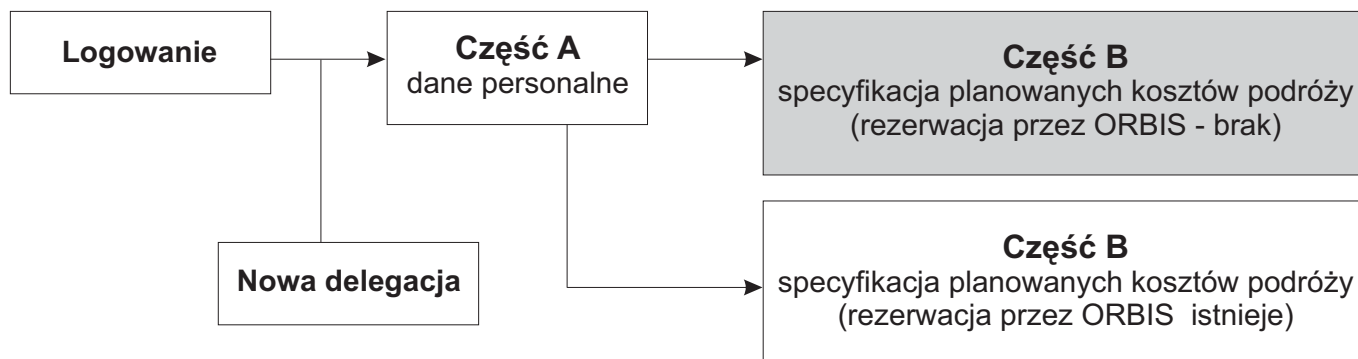 Logowanie
Część A
dane personalne
Część B
specyfikacja planowanych kosztów podróży
(rezerwacja przez ORBIS - brak)
Nowa delegacja
Część B
specyfikacja planowanych kosztów podróży
(rezerwacja przez ORBIS istnieje)